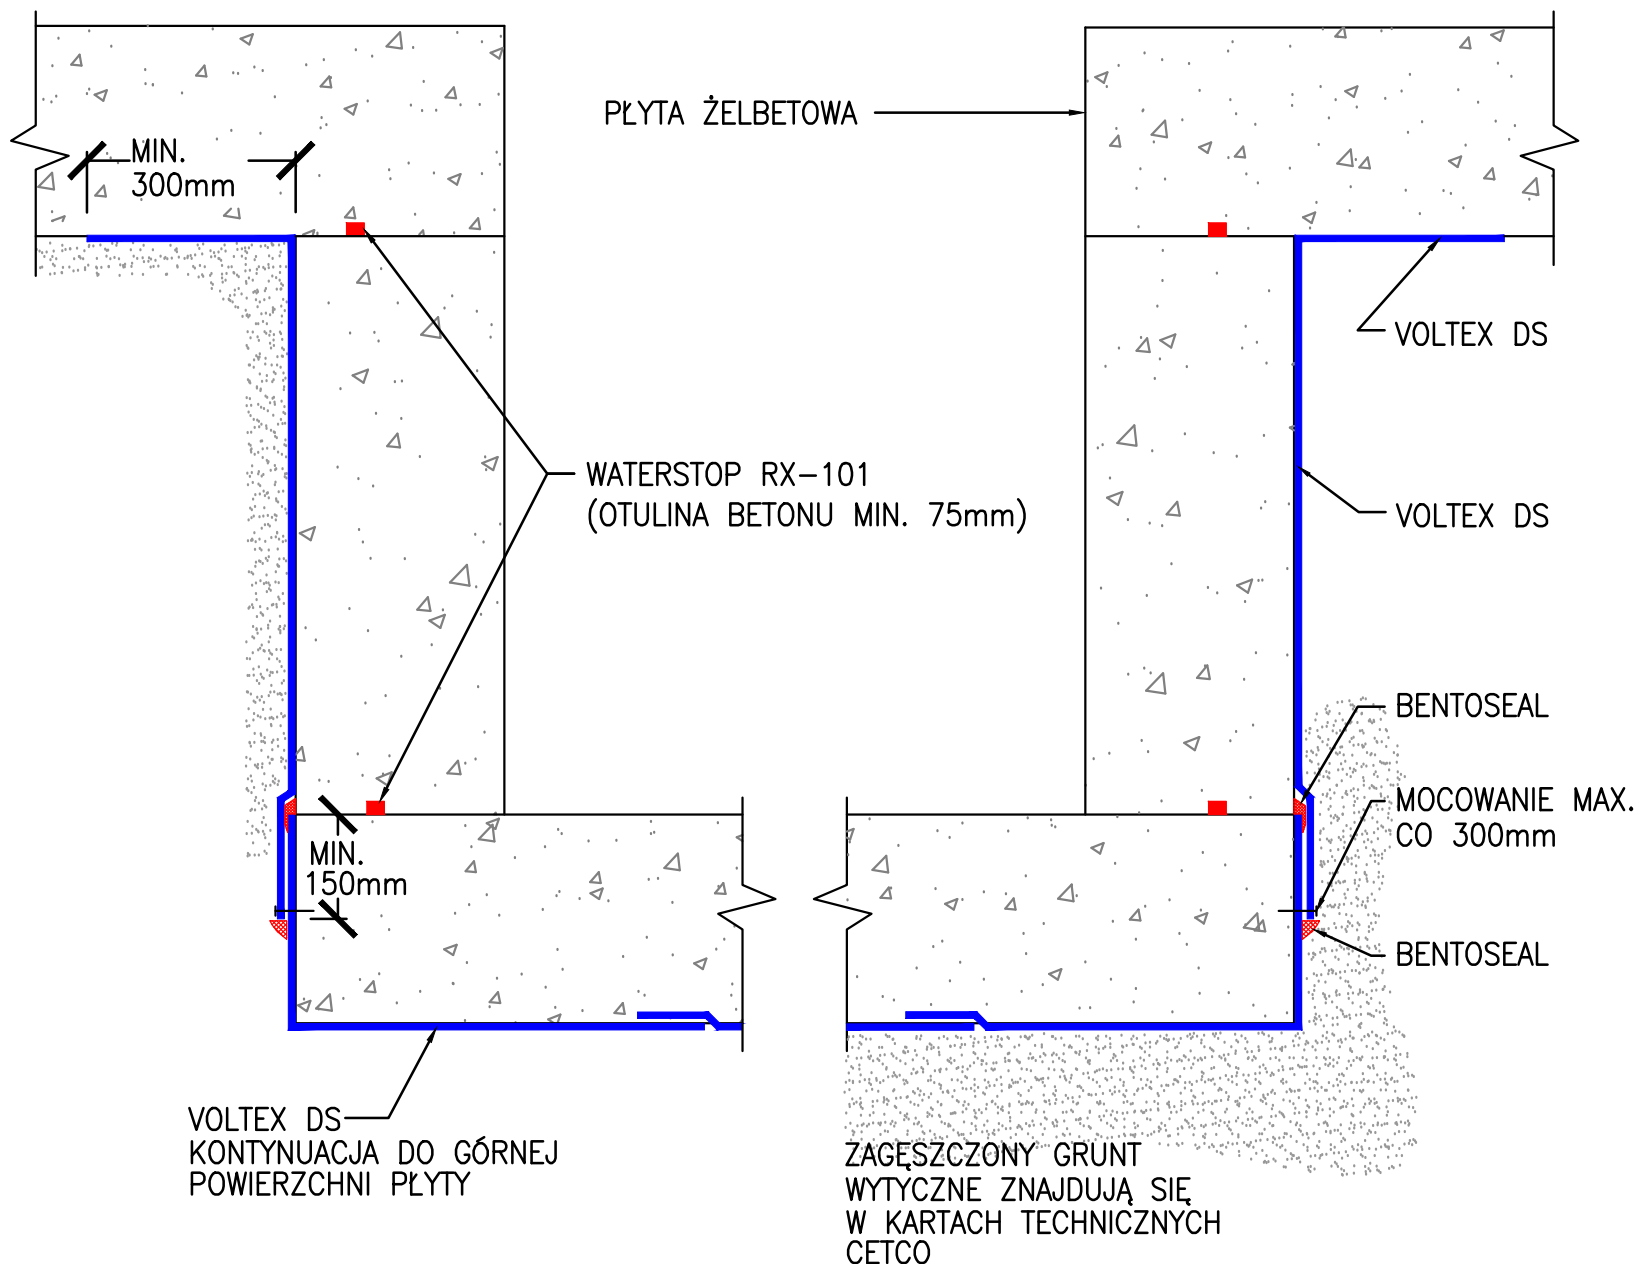 PŁYTA ŻELBETOWA
MIN.
300mm
VOLTEX DS
WATERSTOP RX-101
(OTULINA BETONU MIN. 75mm)
VOLTEX DS
BENTOSEAL
MOCOWANIE MAX.
CO 300mm
MIN.
150mm
BENTOSEAL
VOLTEX DS
KONTYNUACJA DO GÓRNEJ
POWIERZCHNI PŁYTY
ZAGĘSZCZONY GRUNT
WYTYCZNE ZNAJDUJĄ SIĘ
W KARTACH TECHNICZNYCH
CETCO